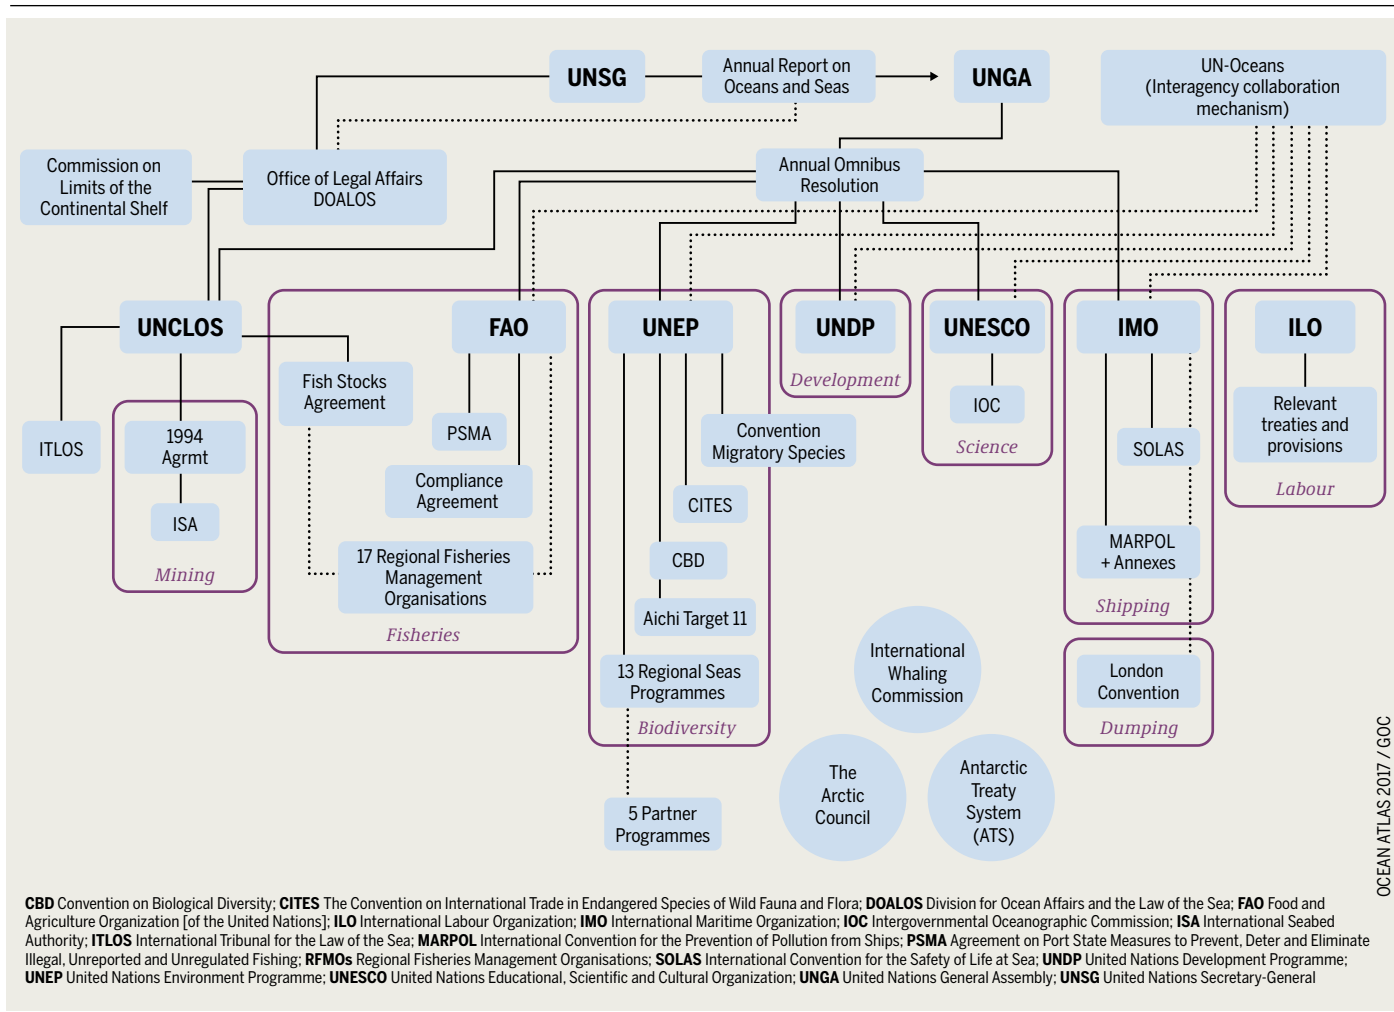 UNSG
Annual Report on
Oceans and Seas
UNGA
UN-Oceans
(Interagency collaboration
mechanism)
Commission on
Limits of the
Continental Shelf
Office of Legal Affairs
DOALOS
Annual Omnibus
Resolution
UNCLOS
FAO
UNEP
UNDP
UNESCO
IMO
ILO
ITLOS
1994
Agrmt
ISA
Mining
Fish Stocks
Agreement
PSMA
Compliance
Agreement
17 Regional Fisheries
Management
Organisations
Fisheries
Convention
Migratory Species
CITES
CBD
Aichi Target 11
13 Regional Seas
Programmes
Biodiversity
5 Partner
Programmes
Development
IOC
Science
SOLAS
MARPOL
+ Annexes
Shipping
London
Convention
Dumping
Relevant
treaties and
provisions
Labour
International
Whaling
Commission
The
Arctic
Council
Antarctic
Treaty
System
(ATS)
OCEAN ATLAS 2017 / GOC
CBD Convention on Biological Diversity; CITES The Convention on International Trade in Endangered Species of Wild Fauna and Flora; DOALOS Division for Ocean Affairs and the Law of the Sea; FAO Food and
Agriculture Organization [of the United Nations]; ILO International Labour Organization; IMO International Maritime Organization; IOC Intergovernmental Oceanographic Commission; ISA International Seabed
Authority; ITLOS International Tribunal for the Law of the Sea; MARPOL International Convention for the Prevention of Pollution from Ships; PSMA Agreement on Port State Measures to Prevent, Deter and Eliminate
Illegal, Unreported and Unregulated Fishing; RFMOs Regional Fisheries Management Organisations; SOLAS International Convention for the Safety of Life at Sea; UNDP United Nations Development Programme;
UNEP United Nations Environment Programme; UNESCO United Nations Educational, Scientific and Cultural Organization; UNGA United Nations General Assembly; UNSG United Nations Secretary-General